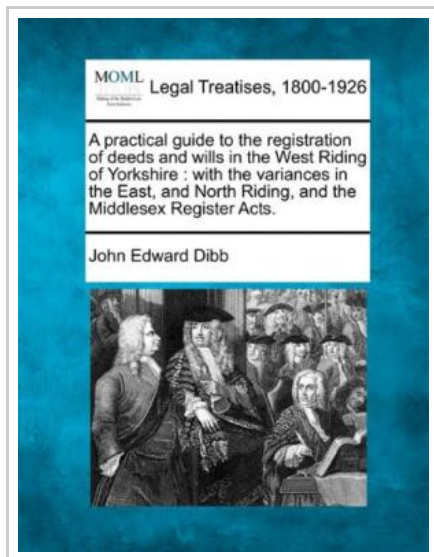 MOML Legal Treatises, 1800-1926
A practical guide to the registration
of deeds and wills in the West Riding
of Yorkshire : with the variances in
the East, and North Riding, and the
Middlesex Register Acts.
John Edward Dibb